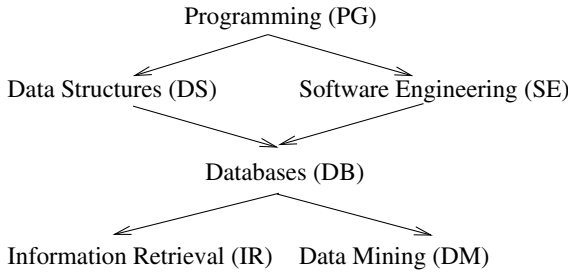 Programming (PG)
Data Structures (DS)
Software Engineering (SE)
Databases (DB)
Information Retrieval (IR)
Data Mining (DM)